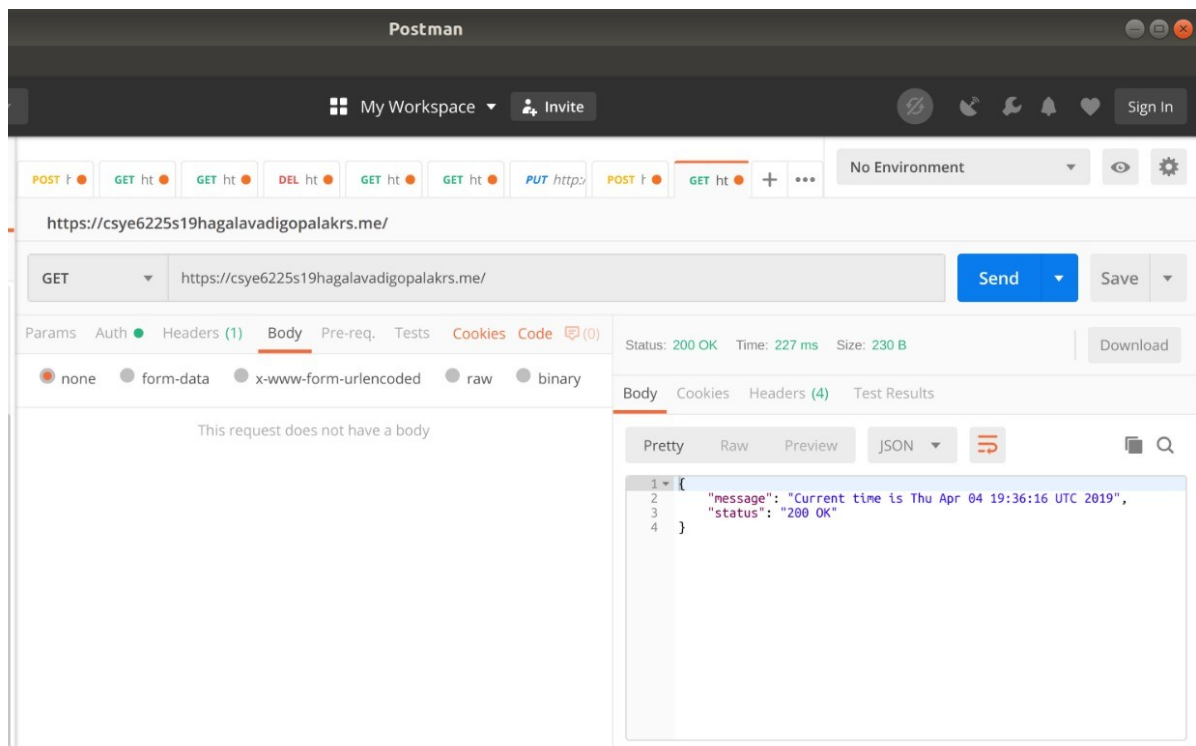 Postman
My Workspace Invite Sign In
POST h GET ht GET ht DEL ht GET ht GET ht PUT http:/ POST h GET ht + ••• No Environment
https://csye6225s19hagalavadigopalakrs.me/
GET https://csye6225s19hagalavadigopalakrs.me/ Send Save
Params Auth Headers (1) Body Pre-req. Tests Cookies Code (0) Status: 200 OK Time: 227 ms Size: 230 B Download
none form-data x-www-form-urlencoded raw binary
Body Cookies Headers (4) Test Results
This request does not have a body
Pretty Raw Preview JSON
1 {
2 "message": "Current time is Thu Apr 04 19:36:16 UTC 2019",
3 "status": "200 OK"
4 }